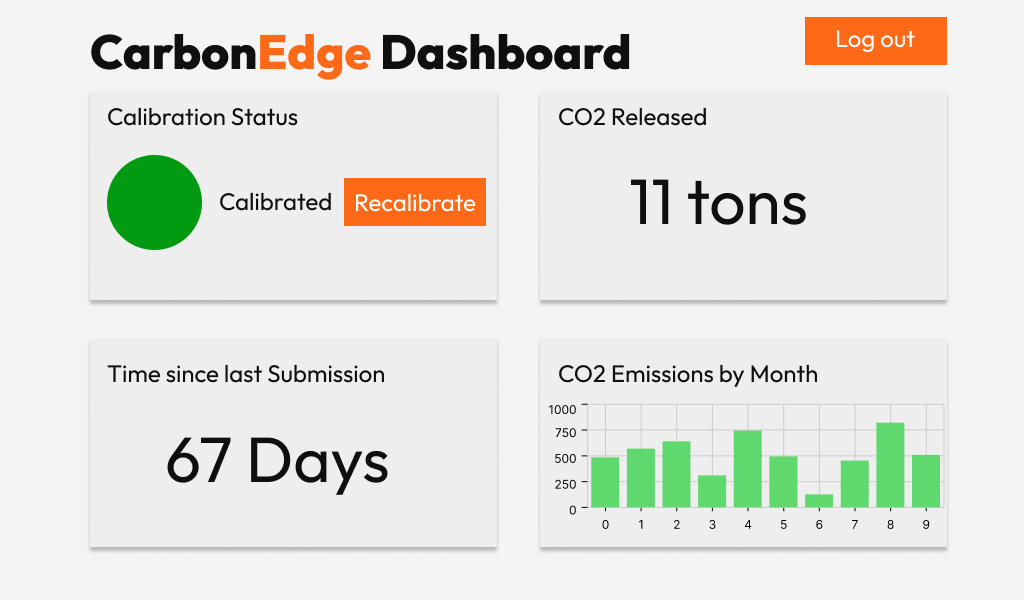 CarbonEdge Dashboard
Log out
Calibration Status
Calibrated
Recalibrate
CO2 Released
11 tons
Time since last Submission
67 Days
CO2 Emissions by Month
1000
750
500
250
0
0 1 2 3 4 5 6 7 8 9